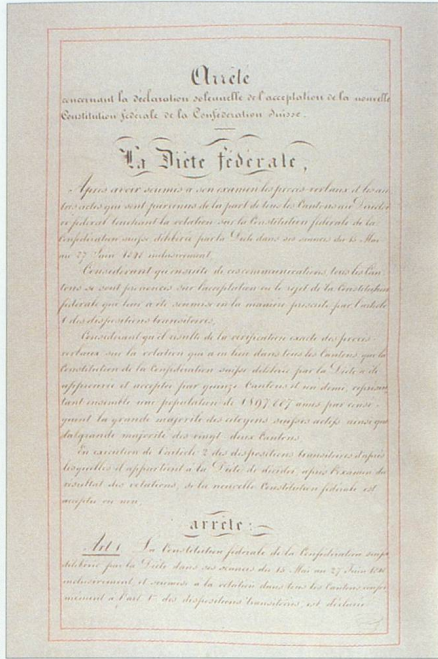 Arrêté
concernant la déclaration solennelle de l'acceptation de la nouvelle
Constitution fédérale de la Confédération Suisse.
La Diète fédérale,
Après avoir soumis à son examen les procès-verbaux et les au-
tres actes qui sont parvenus de la part de tous les Cantons au Directoi-
re fédéral touchant la votation sur la Constitution fédérale de la
Confédération suisse délibérée par la Diète dans ses séances du 15 Mai
au 27 Juin 1848 inclusivement.
Considérant qu'ensuite de ces communications tous les Can-
tons se sont prononcés sur l'acceptation ou le rejet de la Constitution
fédérale qui leur a été soumise en la manière prescrite par l'article
1 des dispositions transitoires,
Considérant qu'il résulte de la vérification exacte des procès
verbaux sur la votation qui a eu lieu dans tous les Cantons que la
Constitution de la Confédération suisse délibérée par la Diète a été
approuvée et acceptée par quinze Cantons et un demi, représen-
tant ensemble une population de 1897,887 âmes par conse-
quent la grande majorité des citoyens suisses actifs ainsi que
la grande majorité des vingt deux Cantons
En exécution de l'article 2 des dispositions transitoires d'après
lesquelles il appartient à la Diète de décider, après l'examen du
résultat des votations, si la nouvelle Constitution fédérale est
acceptée ou non
arrête:
Art 1. La Constitution fédérale de la Confédération suisse
délibérée par la Diète dans ses séances du 15 Mai au 27 Juin 1848
inclusivement, et soumise à la votation dans tous les Cantons confor
mément à l'art. 1er des dispositions transitoires, est déclarée